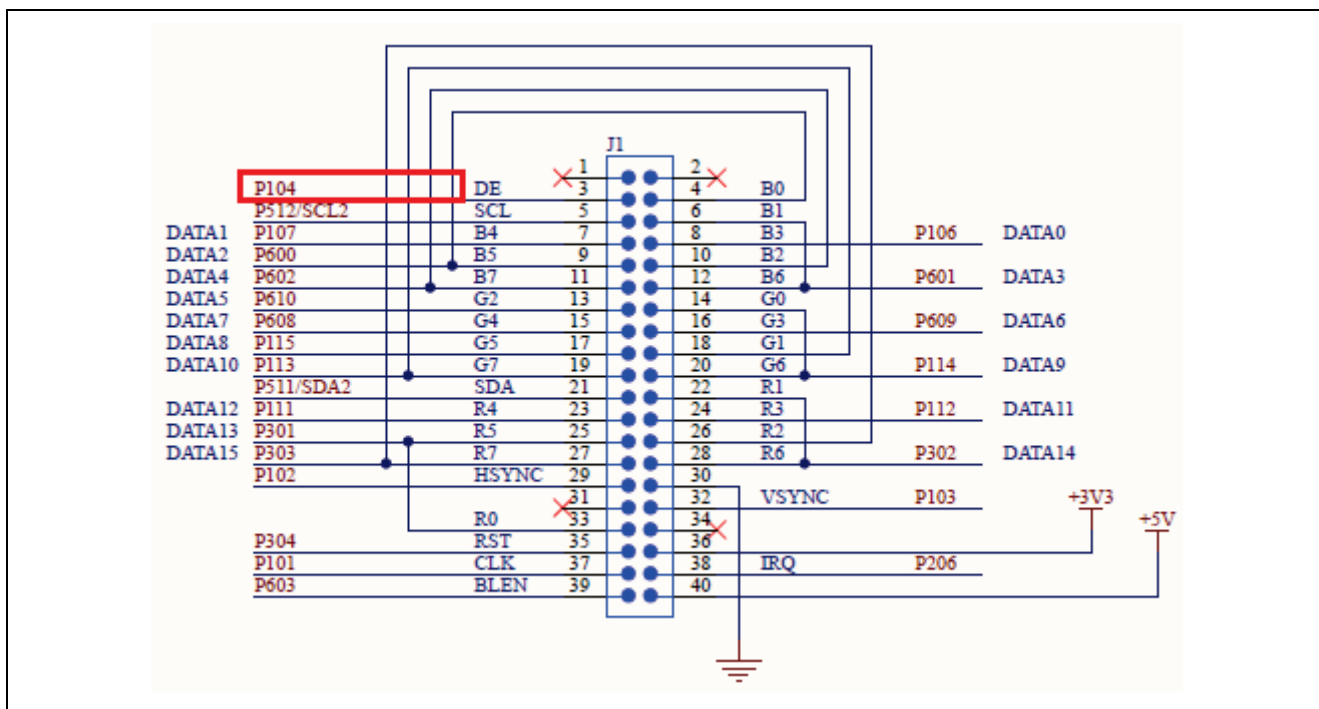 J1
1 2
P104 DE 3 4 B0
P512/SCL2 SCL 5 6 B1
DATA1 P107 B4 7 8 B3 P106 DATA0
DATA2 P600 B5 9 10 B2
DATA4 P602 B7 11 12 B6 P601 DATA3
DATA5 P610 G2 13 14 G0
DATA7 P608 G4 15 16 G3 P609 DATA6
DATA8 P115 G5 17 18 G1
DATA10 P113 G7 19 20 G6 P114 DATA9
P511/SDA2 SDA 21 22 R1
DATA12 P111 R4 23 24 R3 P112 DATA11
DATA13 P301 R5 25 26 R2
DATA15 P303 R7 27 28 R6 P302 DATA14
P102 HSYNC 29 30
31 32 VSYNC P103 +3V3
R0 33 34 +5V
P304 RST 35 36
P101 CLK 37 38 IRQ P206
P603 BLEN 39 40